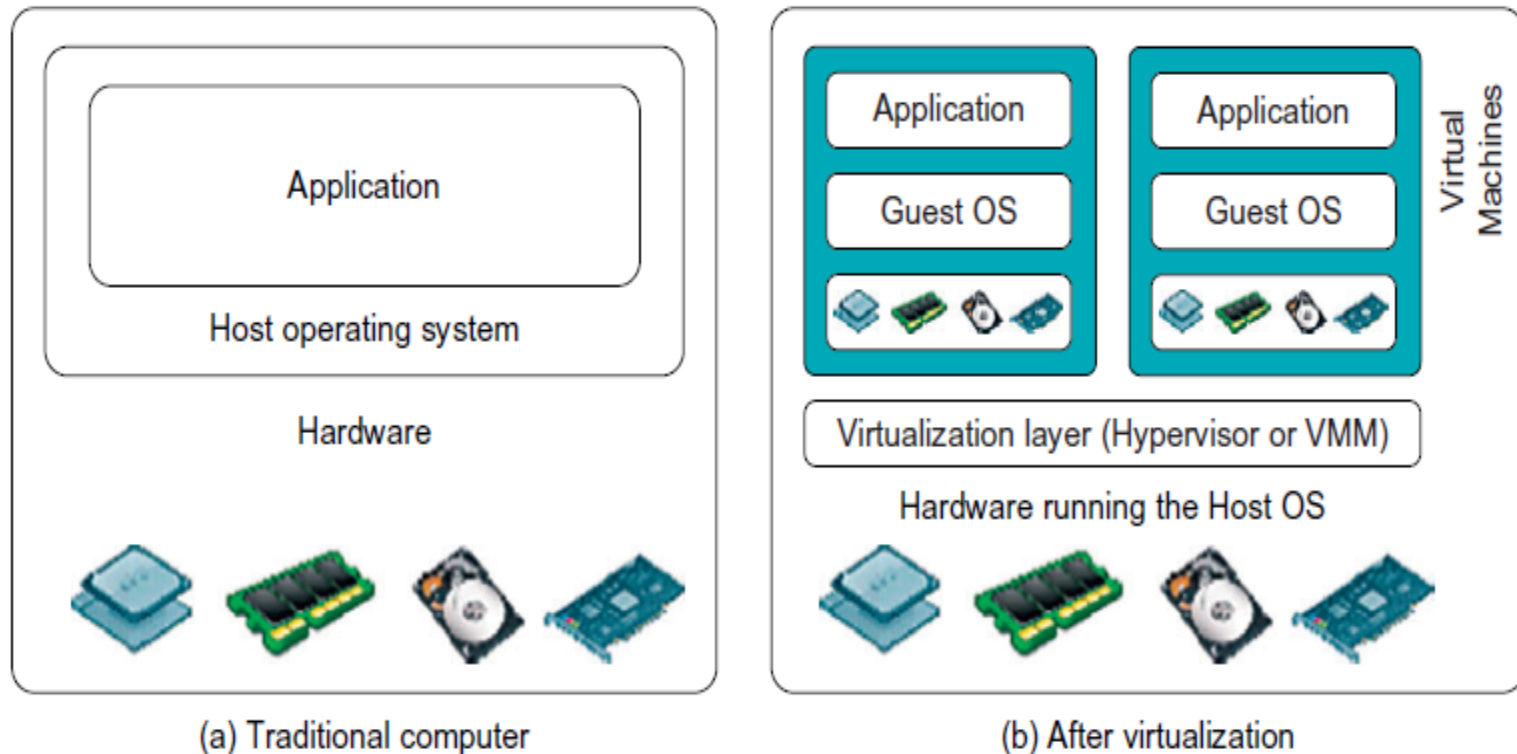 Application
Host operating system
Hardware
(a) Traditional computer
Application
Guest OS
Application
Guest OS
Virtual
Machines
Virtualization layer (Hypervisor or VMM)
Hardware running the Host OS
(b) After virtualization